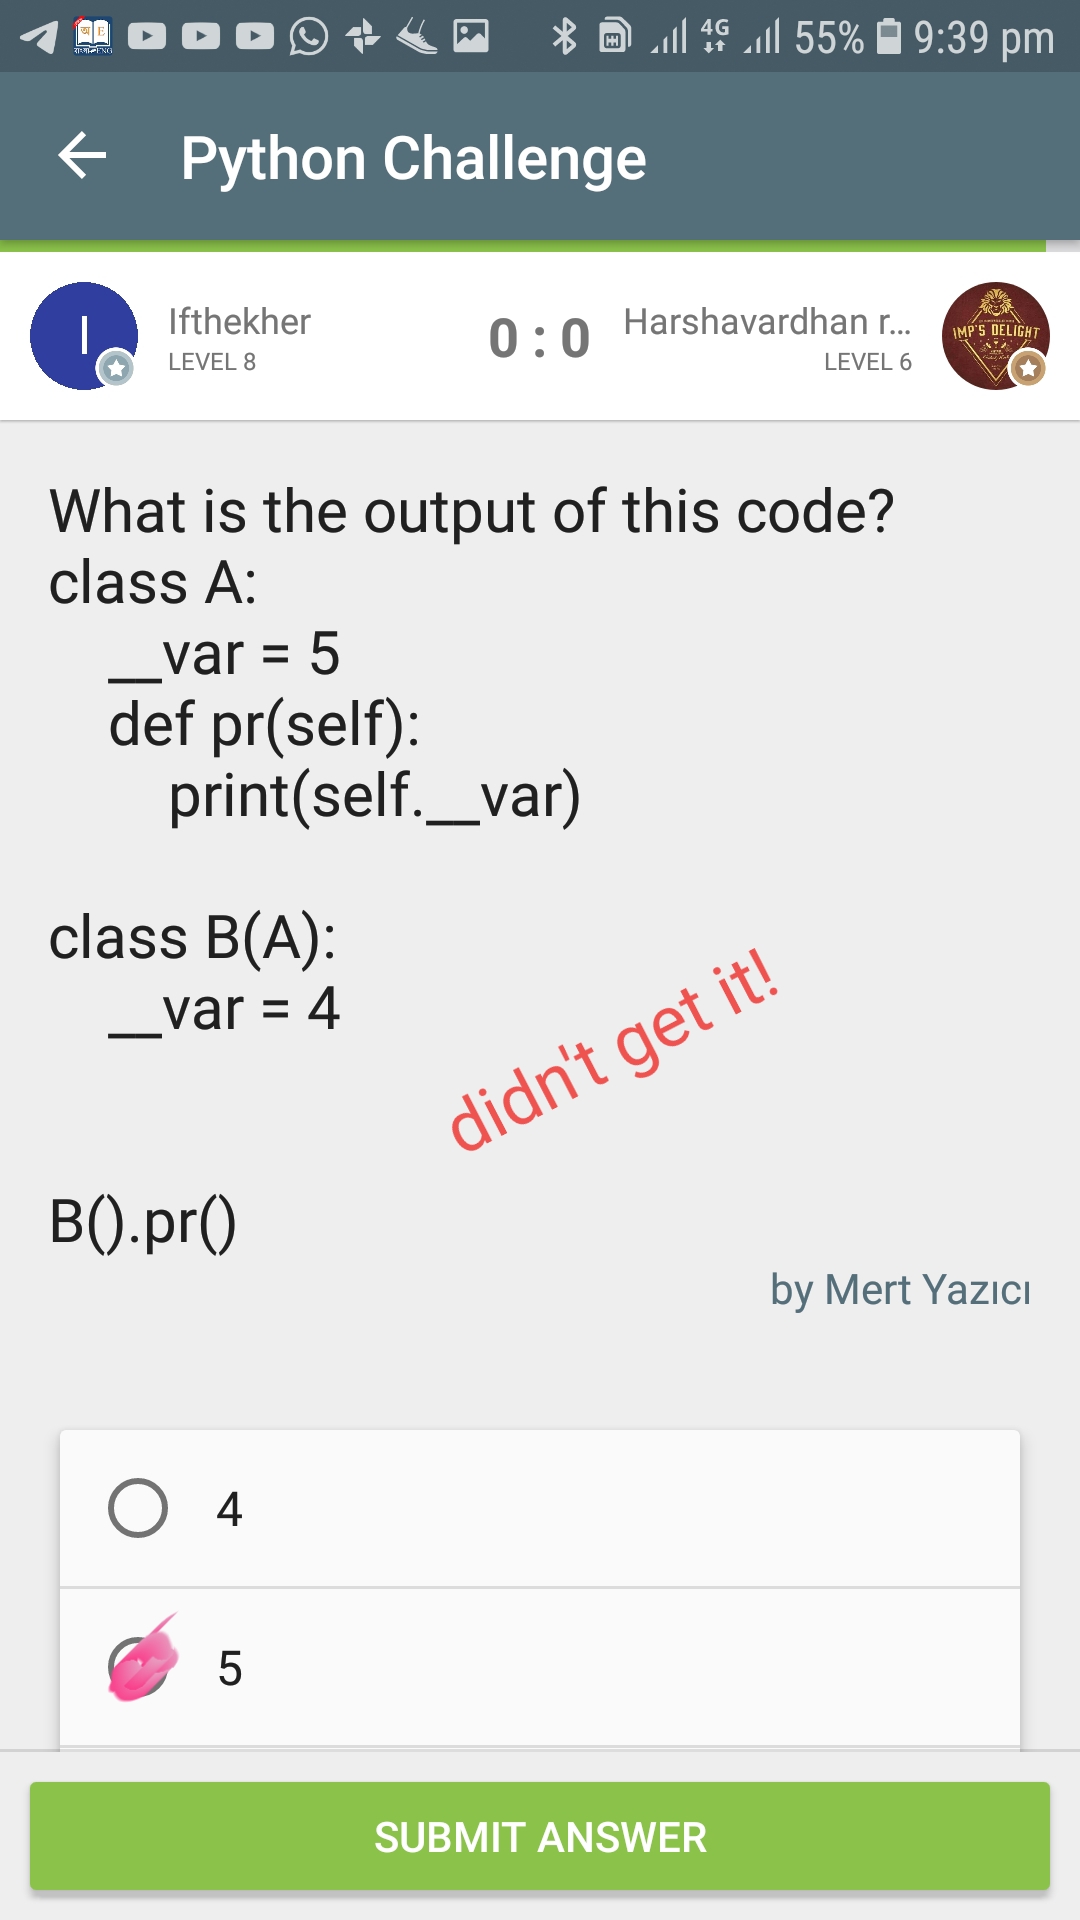 4G 55% 9:39 pm
Python Challenge
I
Ifthekher
LEVEL 8
0 : 0
Harshavardhan r...
LEVEL 6
IMP'S DELIGHT
What is the output of this code?
class A:
__var = 5
def pr(self):
print(self.__var)
class B(A):
__var = 4
didn't get it!
B().pr()
by Mert Yazıcı
4
5
SUBMIT ANSWER